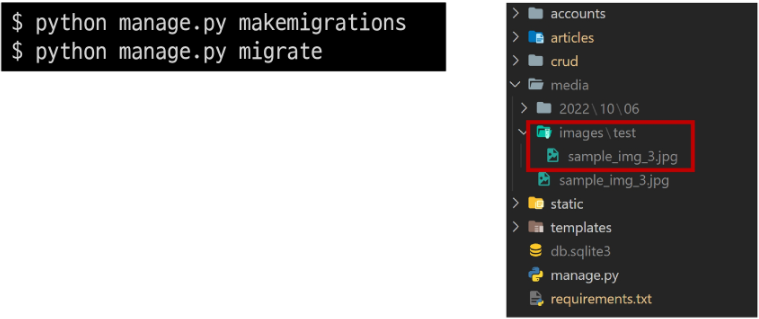 $ python manage.py makemigrations
$ python manage.py migrate
accounts
articles
crud
media
2022\10\06
images\test
sample_img_3.jpg
sample_img_3.jpg
static
templates
db.sqlite3
manage.py
requirements.txt